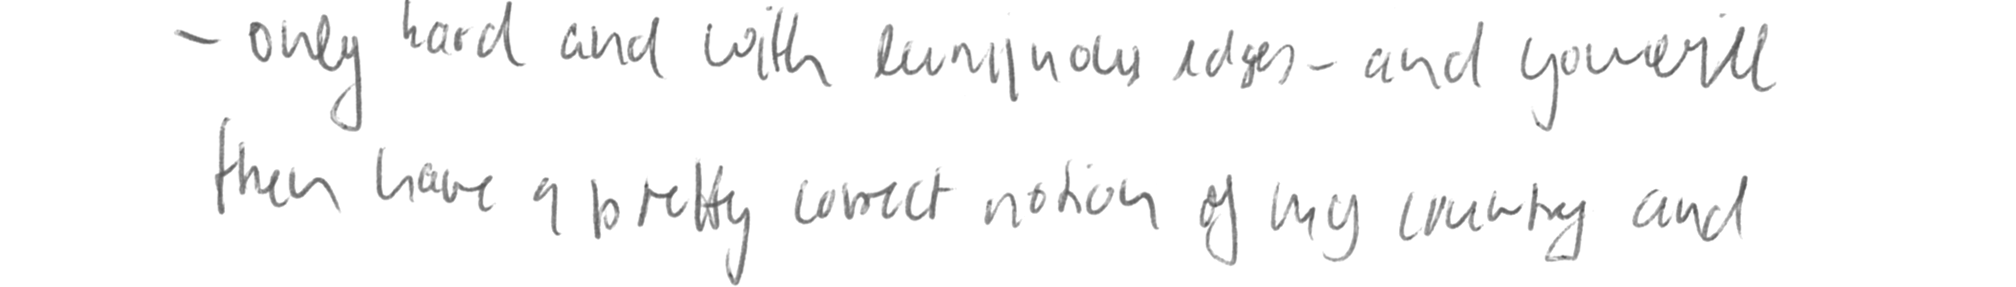 - only hard and with luminous edges - and you will
then have a pretty correct notion of my country and